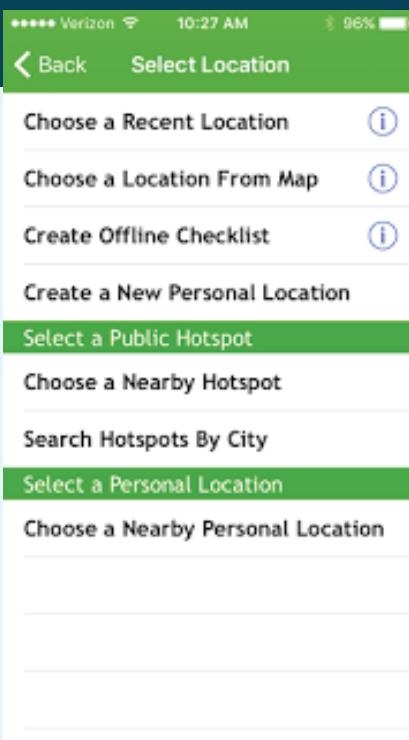 Verizon 10:27 AM 96%
Back Select Location
Choose a Recent Location
Choose a Location From Map
Create Offline Checklist
Create a New Personal Location
Select a Public Hotspot
Choose a Nearby Hotspot
Search Hotspots By City
Select a Personal Location
Choose a Nearby Personal Location